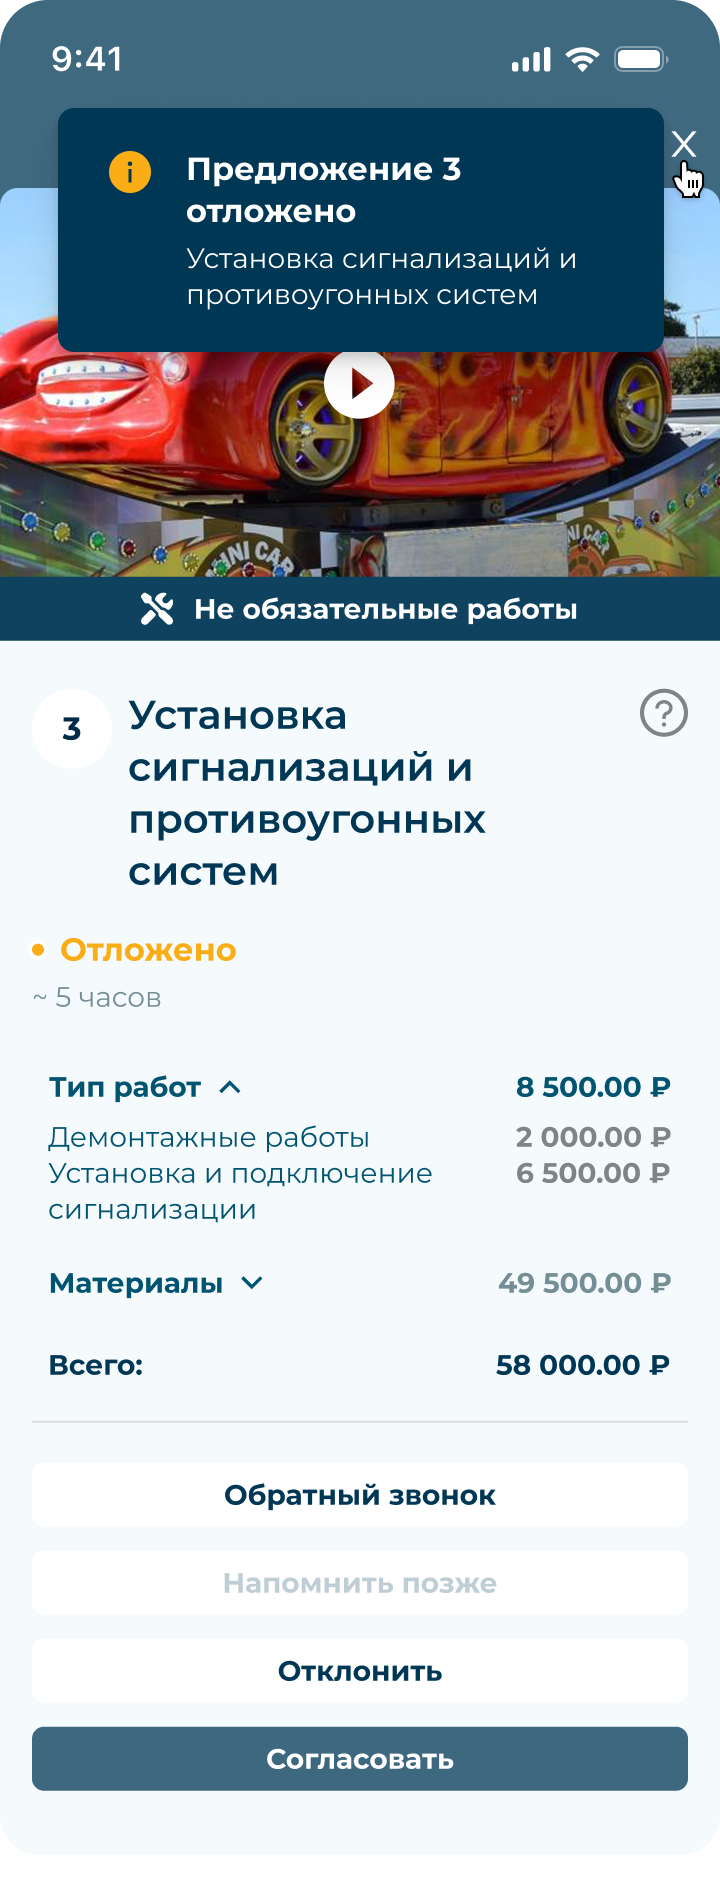 9:41
X
i
Предложение 3
отложено
Установка сигнализаций и
противоугонных систем
MINI CAR
Не обязательные работы
3
Установка
сигнализаций и
противоугонных
систем
?
• Отложено
~ 5 часов
Тип работ 8 500.00 ₽
Демонтажные работы 2 000.00 ₽
Установка и подключение 6 500.00 ₽
сигнализации
Материалы 49 500.00 ₽
Всего: 58 000.00 ₽
Обратный звонок
Напомнить позже
Отклонить
Согласовать